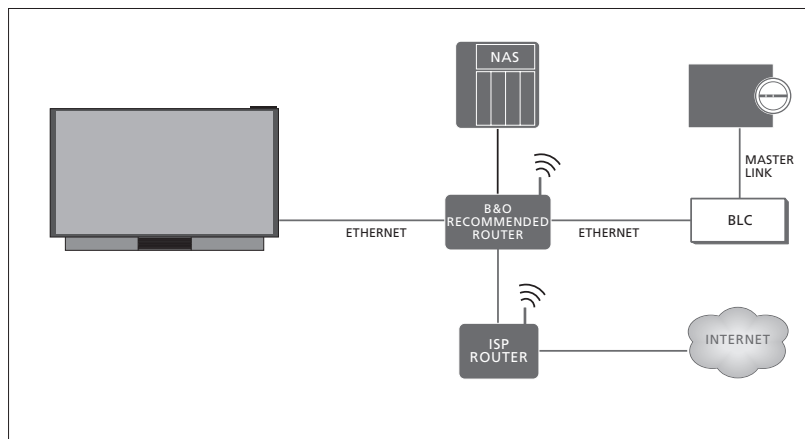 NAS
MASTER
LINK
B&O
RECOMMENDED
ROUTER
ETHERNET
ETHERNET
BLC
ISP
ROUTER
INTERNET